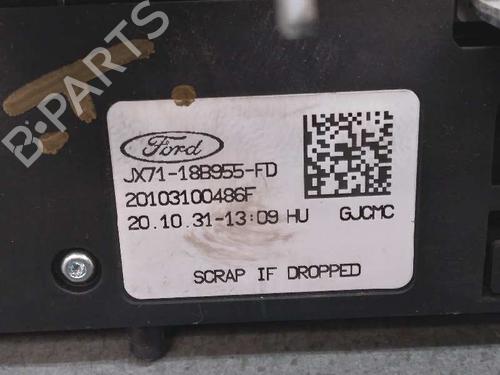 B-PARTS
Ford
JX71-18B955-FD
20103100486F
20.10.31-13:09 HU GJCMC
SCRAP IF DROPPED